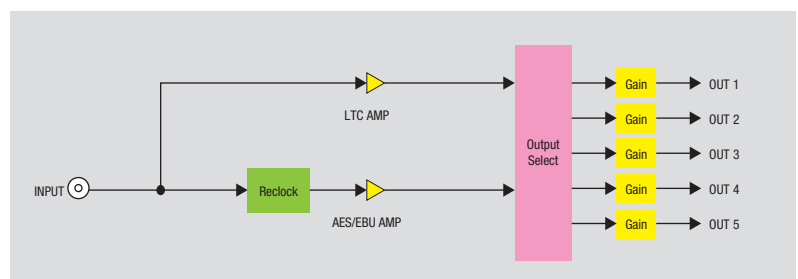 LTC AMP
INPUT
Reclock
AES/EBU AMP
Output
Select
Gain
OUT 1
Gain
OUT 2
Gain
OUT 3
Gain
OUT 4
Gain
OUT 5